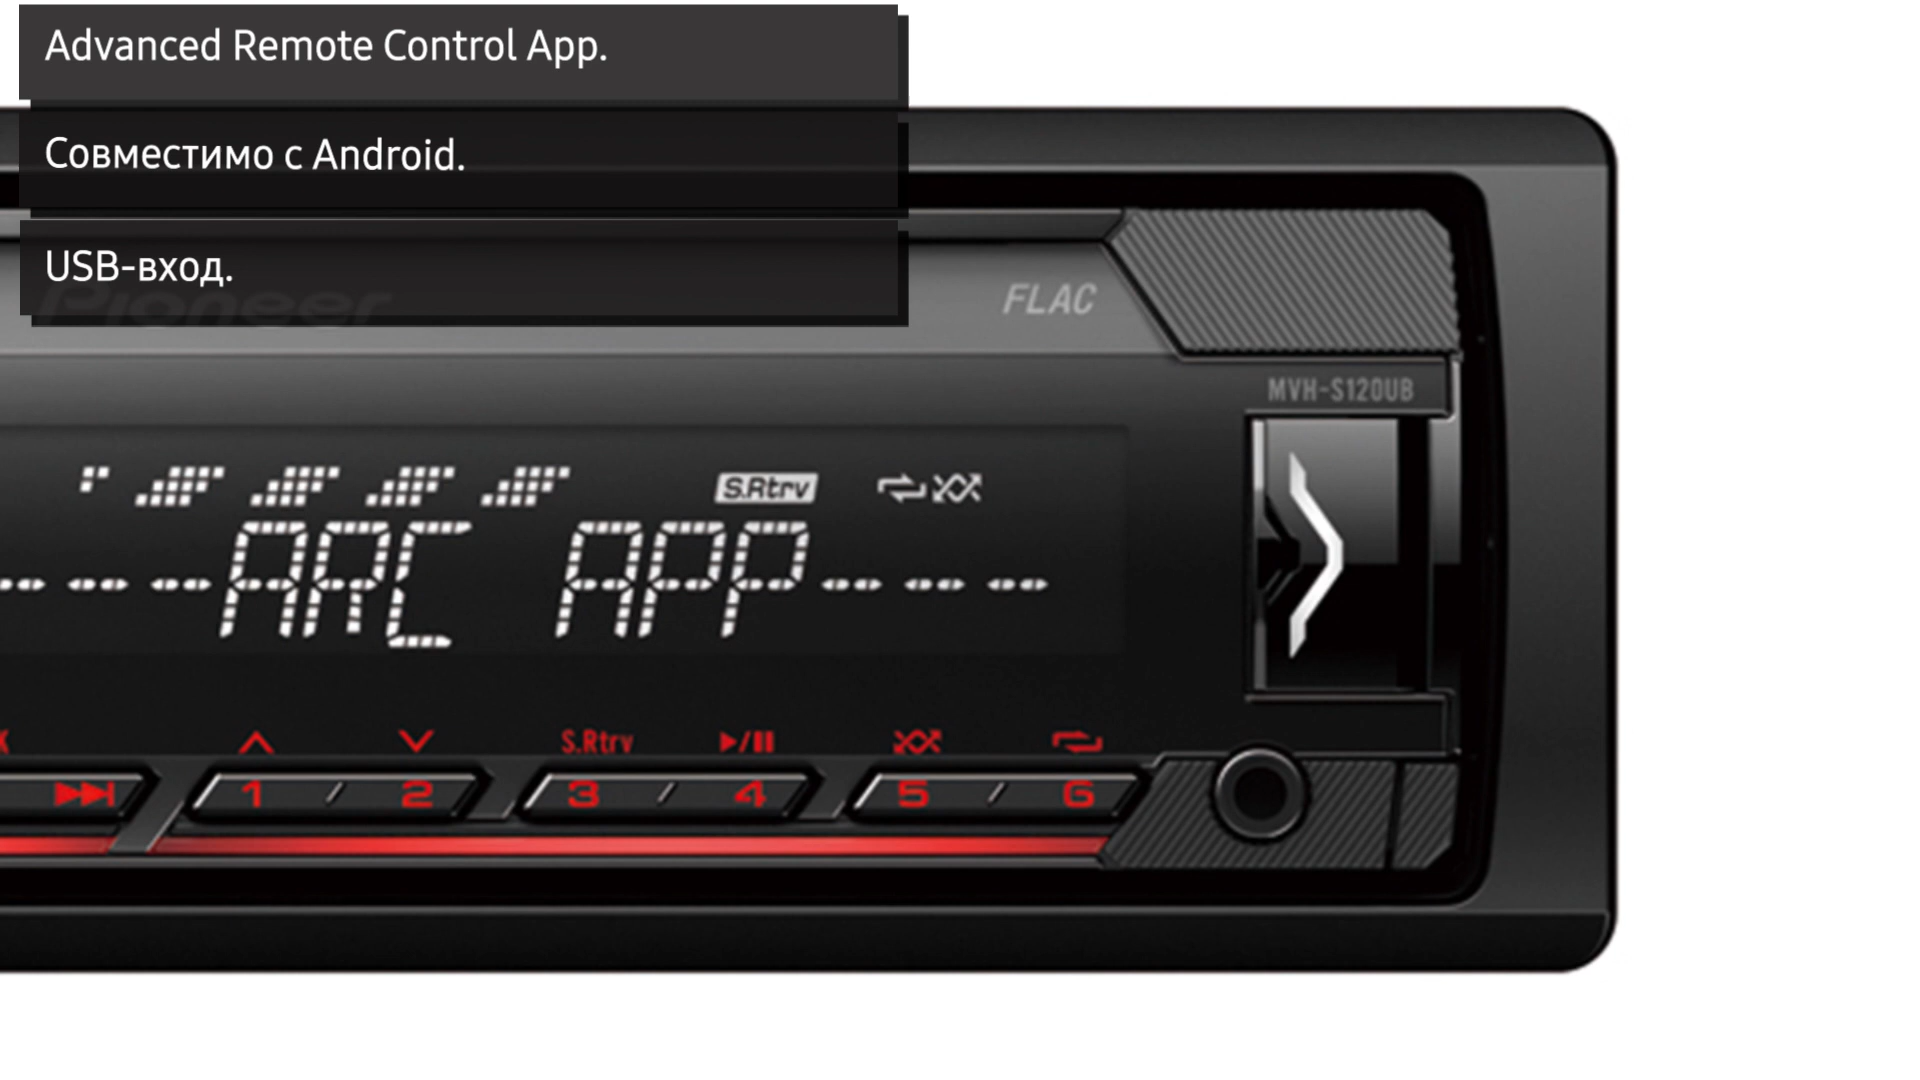 Advanced Remote Control App.
Совместимо с Android.
USB-вход.
Pioneer
FLAC
MVH-S120UB
S.Rtrv
ARC APP
S.Rtrv
1 / 2 3 / 4 5 / 6